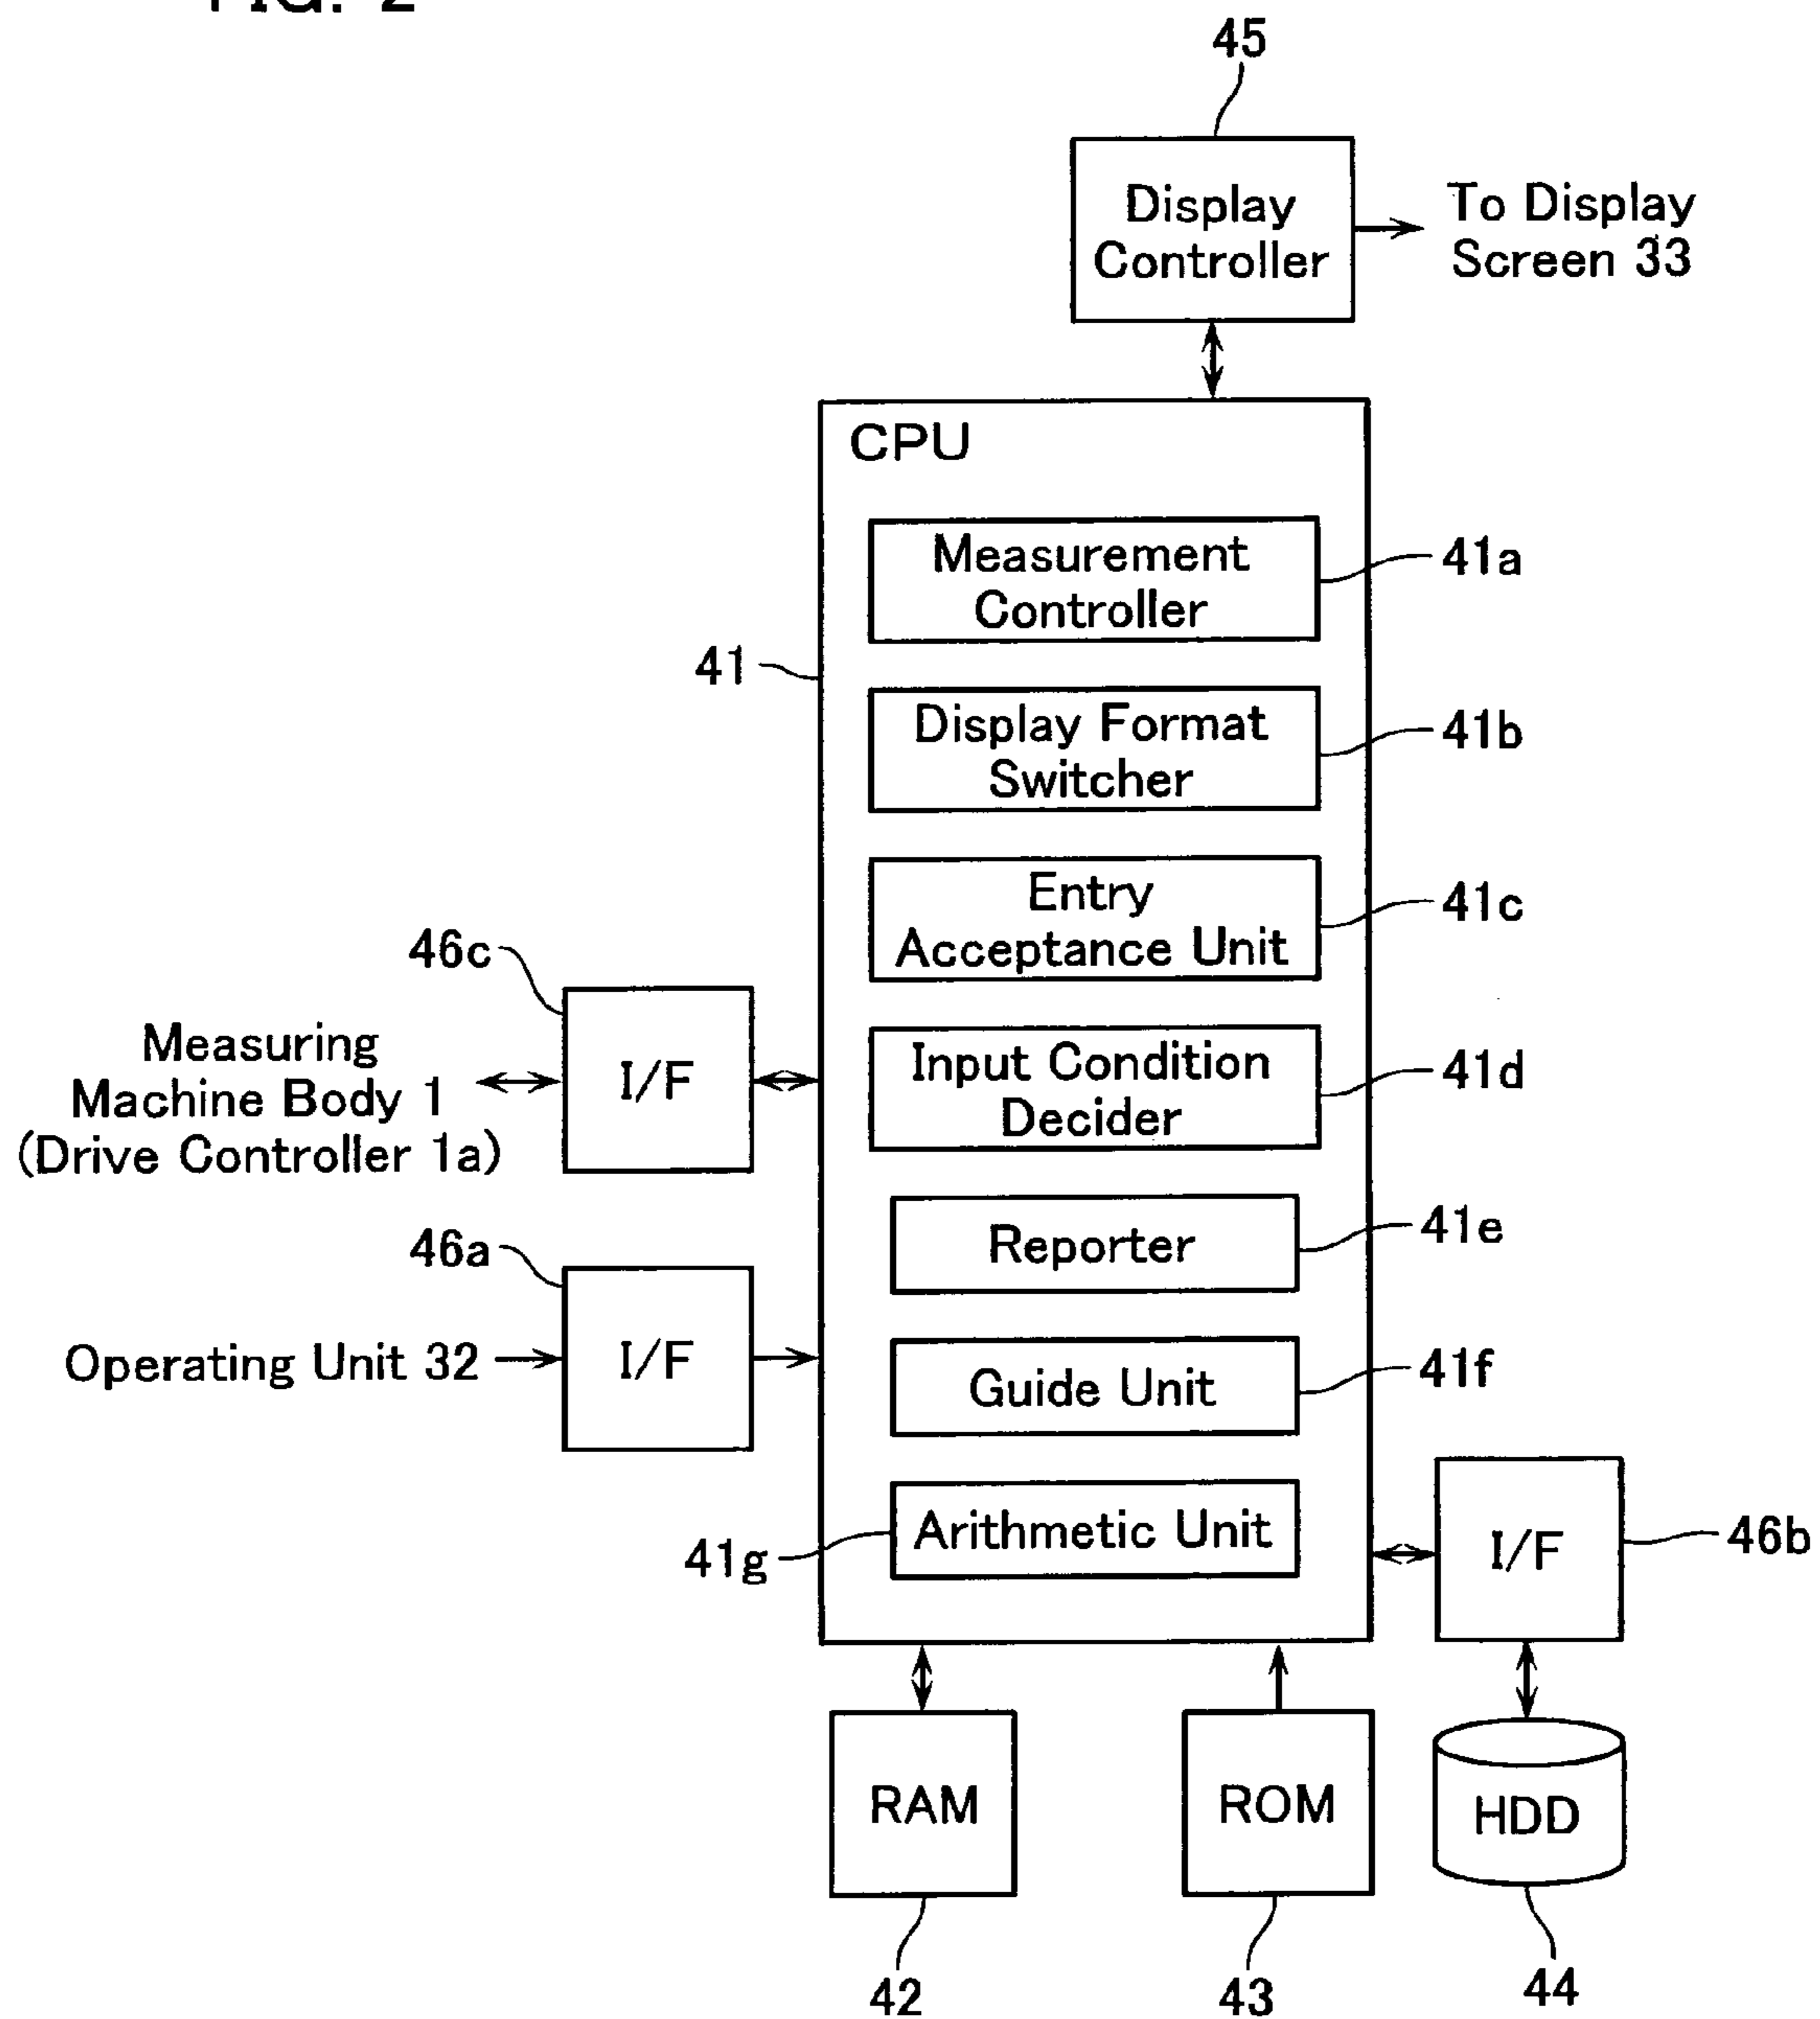 FIG. 2
45
Display
Controller
To Display
Screen 33
CPU
Measurement
Controller
41a
41
Display Format
Switcher
41b
Entry
Acceptance Unit
41c
46c
Measuring
Machine Body 1
(Drive Controller 1a)
I/F
Input Condition
Decider
41d
46a
Reporter
41e
Operating Unit 32
I/F
Guide Unit
41f
41g
Arithmetic Unit
I/F
46b
RAM
ROM
HDD
42
43
44